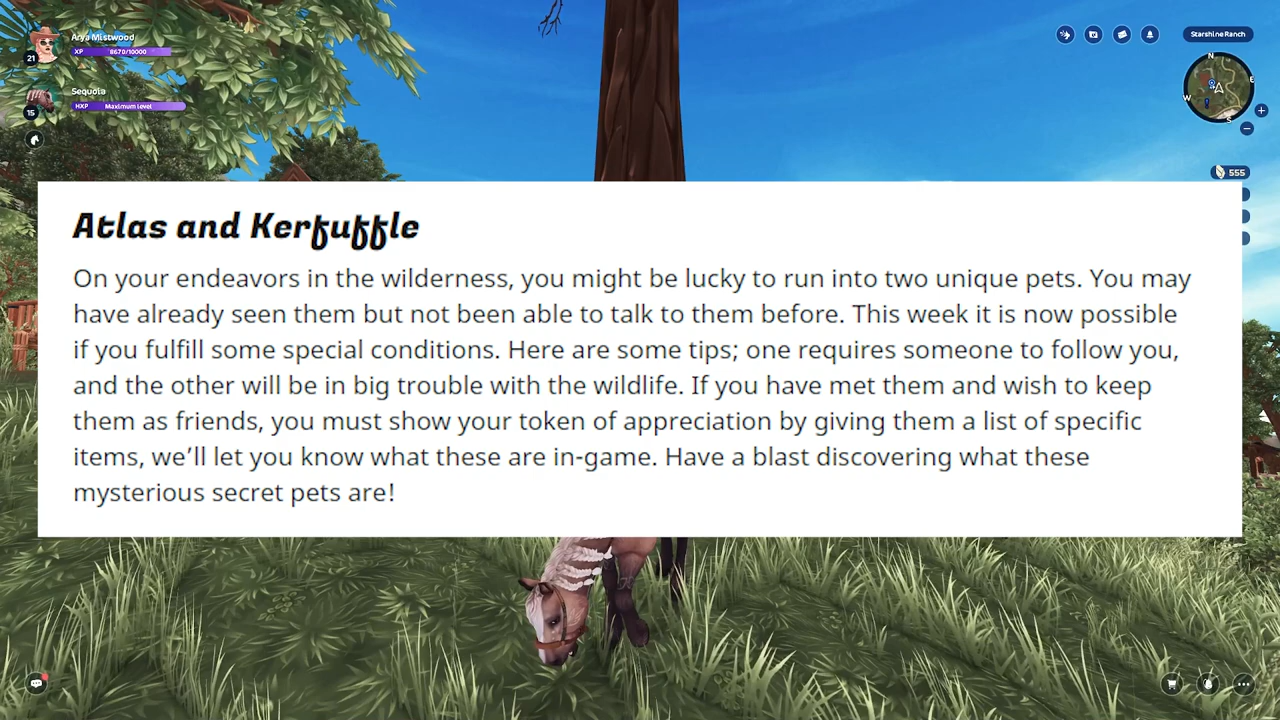 Arya Mistwood
XP 8670/10000
21
Sequoia
HXP Maximum level
15
Starshine Ranch
N
E
W
S
555
Atlas and Kerfuffle
On your endeavors in the wilderness, you might be lucky to run into two unique pets. You may
have already seen them but not been able to talk to them before. This week it is now possible
if you fulfill some special conditions. Here are some tips; one requires someone to follow you,
and the other will be in big trouble with the wildlife. If you have met them and wish to keep
them as friends, you must show your token of appreciation by giving them a list of specific
items, we’ll let you know what these are in-game. Have a blast discovering what these
mysterious secret pets are!